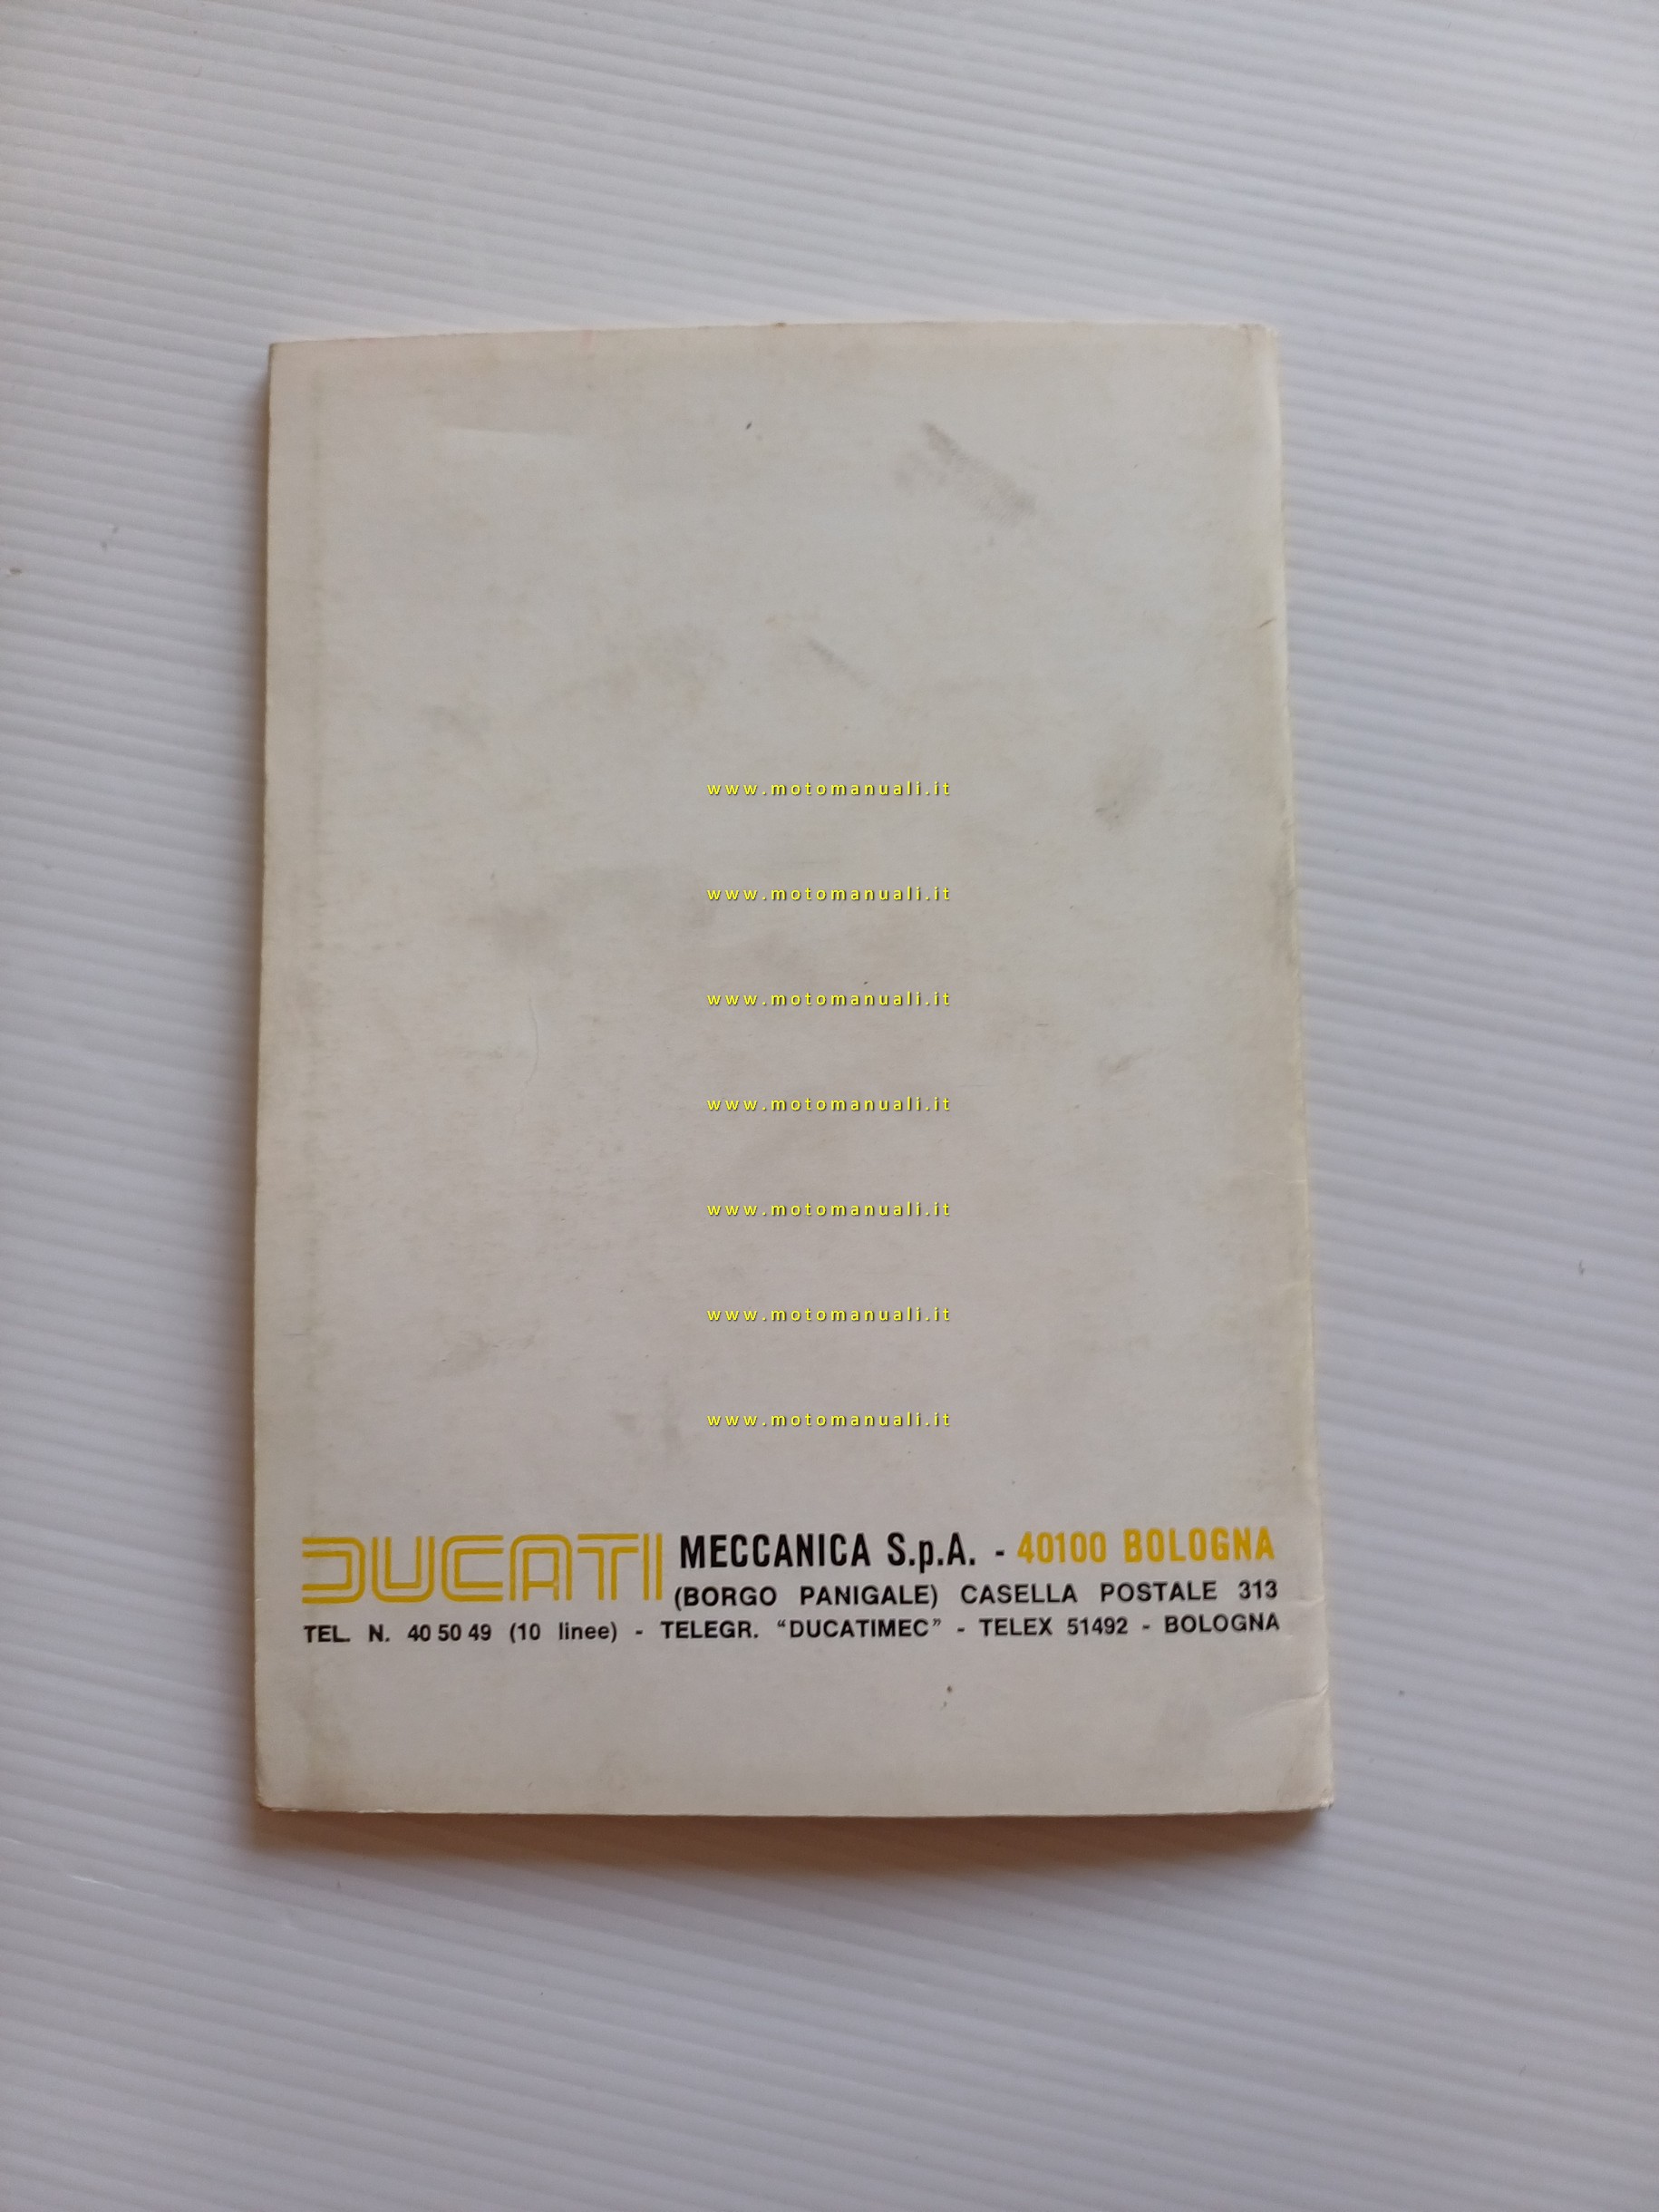 www.motomanuali.it
www.motomanuali.it
www.motomanuali.it
www.motomanuali.it
www.motomanuali.it
www.motomanuali.it
www.motomanuali.it
DUCATI MECCANICA S.p.A. - 40100 BOLOGNA
(BORGO PANIGALE) CASELLA POSTALE 313
TEL. N. 40 50 49 (10 linee) - TELEGR. “DUCATIMEC” - TELEX 51492 - BOLOGNA